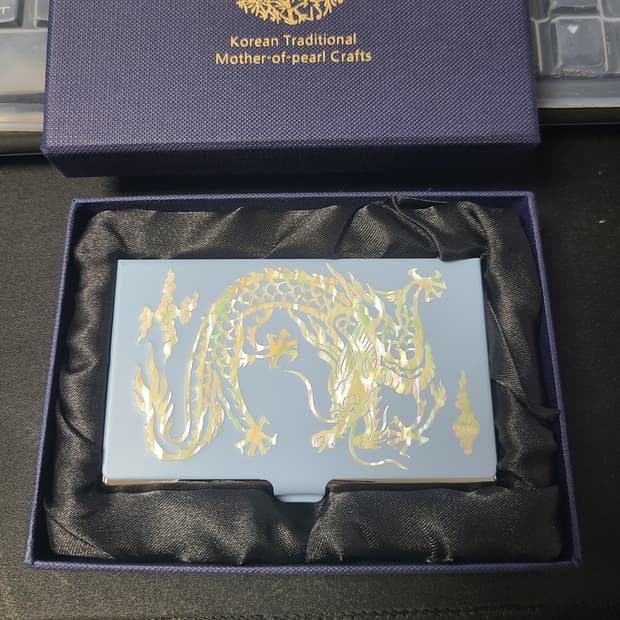 Korean Traditional
Mother-of-pearl Crafts